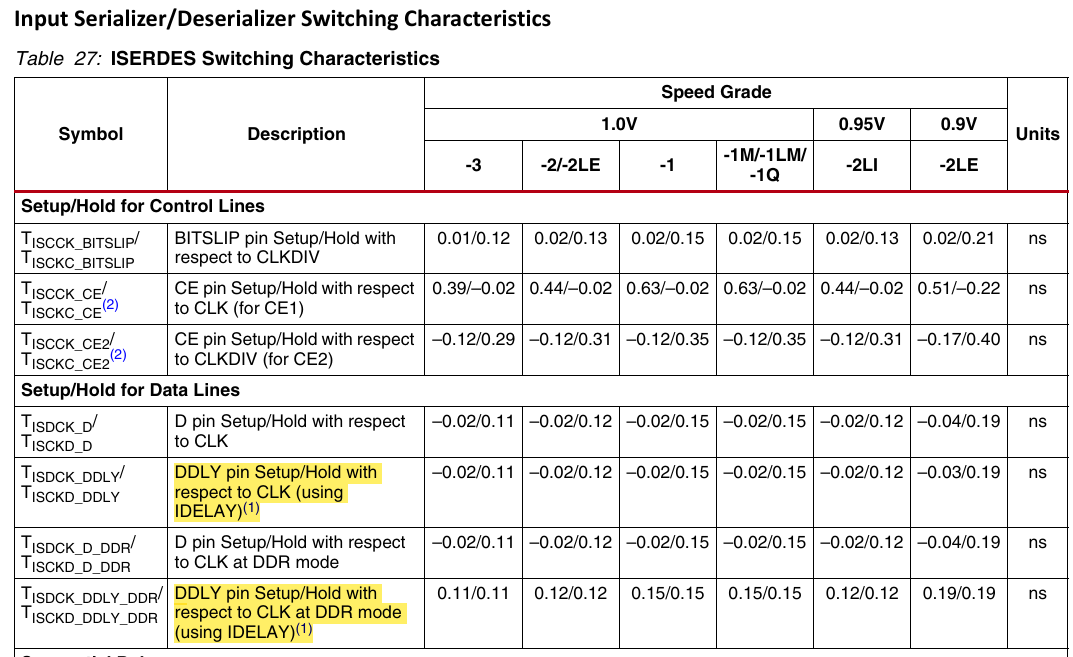 Input Serializer/Deserializer Switching Characteristics
Table 27: ISERDES Switching Characteristics
Symbol Description Speed Grade Units
1.0V 0.95V 0.9V
-3 -2/-2LE -1 -1M/-1LM/-1Q -2LI -2LE
Setup/Hold for Control Lines
TISCCK_BITSLIP/ BITSLIP pin Setup/Hold with 0.01/0.12 0.02/0.13 0.02/0.15 0.02/0.15 0.02/0.13 0.02/0.21 ns
TISCKC_BITSLIP respect to CLKDIV
TISCCK_CE/ CE pin Setup/Hold with respect 0.39/–0.02 0.44/–0.02 0.63/–0.02 0.63/–0.02 0.44/–0.02 0.51/–0.22 ns
TISCKC_CE(2) to CLK (for CE1)
TISCCK_CE2/ CE pin Setup/Hold with respect –0.12/0.29 –0.12/0.31 –0.12/0.35 –0.12/0.35 –0.12/0.31 –0.17/0.40 ns
TISCKC_CE2(2) to CLKDIV (for CE2)
Setup/Hold for Data Lines
TISDCK_D/ D pin Setup/Hold with respect –0.02/0.11 –0.02/0.12 –0.02/0.15 –0.02/0.15 –0.02/0.12 –0.04/0.19 ns
TISCKD_D to CLK
TISDCK_DDLY/ DDLY pin Setup/Hold with –0.02/0.11 –0.02/0.12 –0.02/0.15 –0.02/0.15 –0.02/0.12 –0.03/0.19 ns
TISCKD_DDLY respect to CLK (using
IDELAY)(1)
TISDCK_D_DDR/ D pin Setup/Hold with respect –0.02/0.11 –0.02/0.12 –0.02/0.15 –0.02/0.15 –0.02/0.12 –0.04/0.19 ns
TISCKD_D_DDR to CLK at DDR mode
TISDCK_DDLY_DDR/ DDLY pin Setup/Hold with 0.11/0.11 0.12/0.12 0.15/0.15 0.15/0.15 0.12/0.12 0.19/0.19 ns
TISCKD_DDLY_DDR respect to CLK at DDR mode
(using IDELAY)(1)